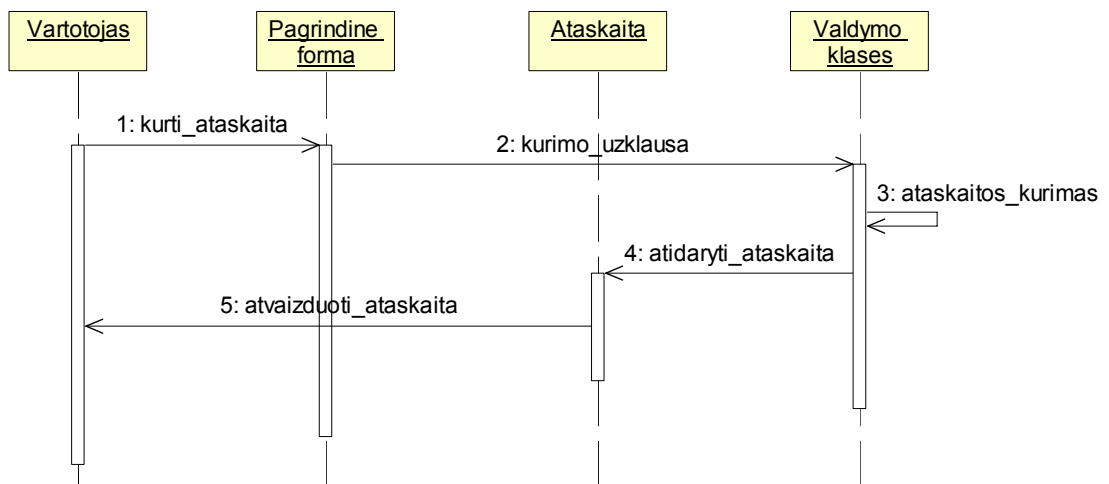 Vartotojas
Pagrindine
forma
Ataskaita
Valdymo
klases
1: kurti_ataskaita
2: kurimo_uzklausa
3: ataskaitos_kurimas
4: atidaryti_ataskaita
5: atvaizduoti_ataskaita